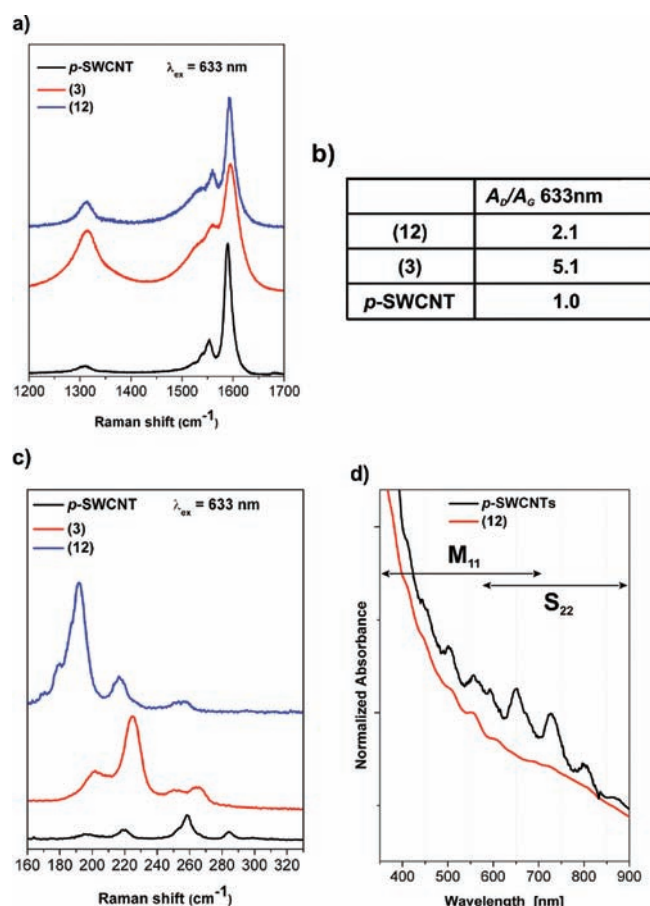 a)
p-SWCNT λex = 633 nm
(3)
(12)
1200 1300 1400 1500 1600 1700
Raman shift (cm-1)
b)
AD/AG 633nm
(12) 2.1
(3) 5.1
p-SWCNT 1.0
c)
p-SWCNT λex = 633 nm
(3)
(12)
160 180 200 220 240 260 280 300 320
Raman shift (cm-1)
d)
p-SWCNTs
(12)
M11
S22
Normalized Absorbance
400 500 600 700 800 900
Wavelength [nm]